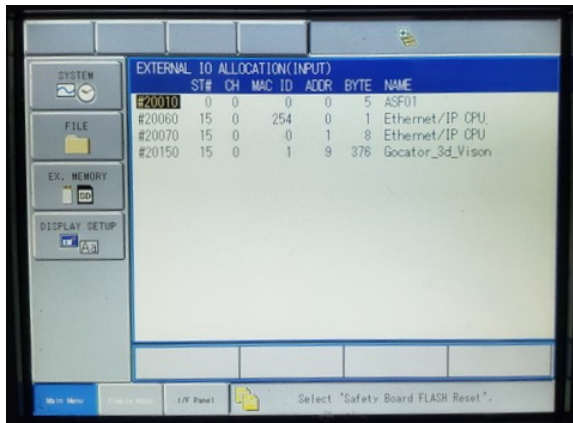 EXTERNAL IO ALLOCATION(INPUT)
ST# CH MAC ID ADDR BYTE NAME
#20010 0 0 0 0 5 ASF01
#20060 15 0 254 0 1 Ethernet/IP CPU.
#20070 15 0 0 1 8 Ethernet/IP CPU
#20150 15 0 1 9 376 Gocator_3d_Vison
SYSTEM
FILE
EX. MEMORY
SD
DISPLAY SETUP
Aa
Main Menu
I/F Panel
Select "Safety Board FLASH Reset".